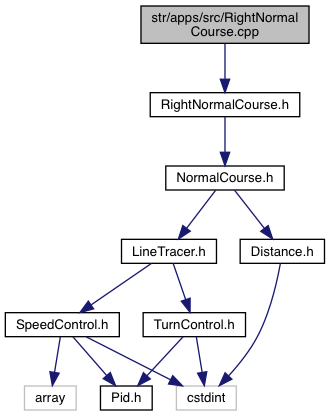 str/apps/src/RightNormal
Course.cpp
RightNormalCourse.h
NormalCourse.h
LineTracer.h
Distance.h
SpeedControl.h
TurnControl.h
array
Pid.h
cstdint